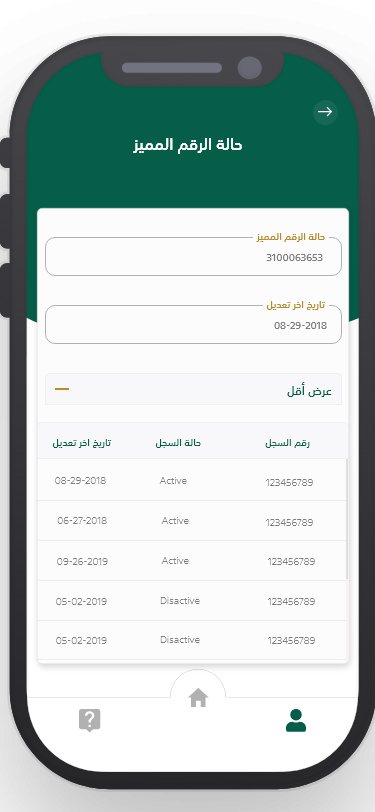 حالة الرقم المميز
حالة الرقم المميز
3100063653
تاريخ اخر تعديل
08-29-2018
عرض أقل
رقم السجل حالة السجل تاريخ اخر تعديل
123456789 Active 08-29-2018
123456789 Active 06-27-2018
123456789 Active 09-26-2019
123456789 Disactive 05-02-2019
123456789 Disactive 05-02-2019